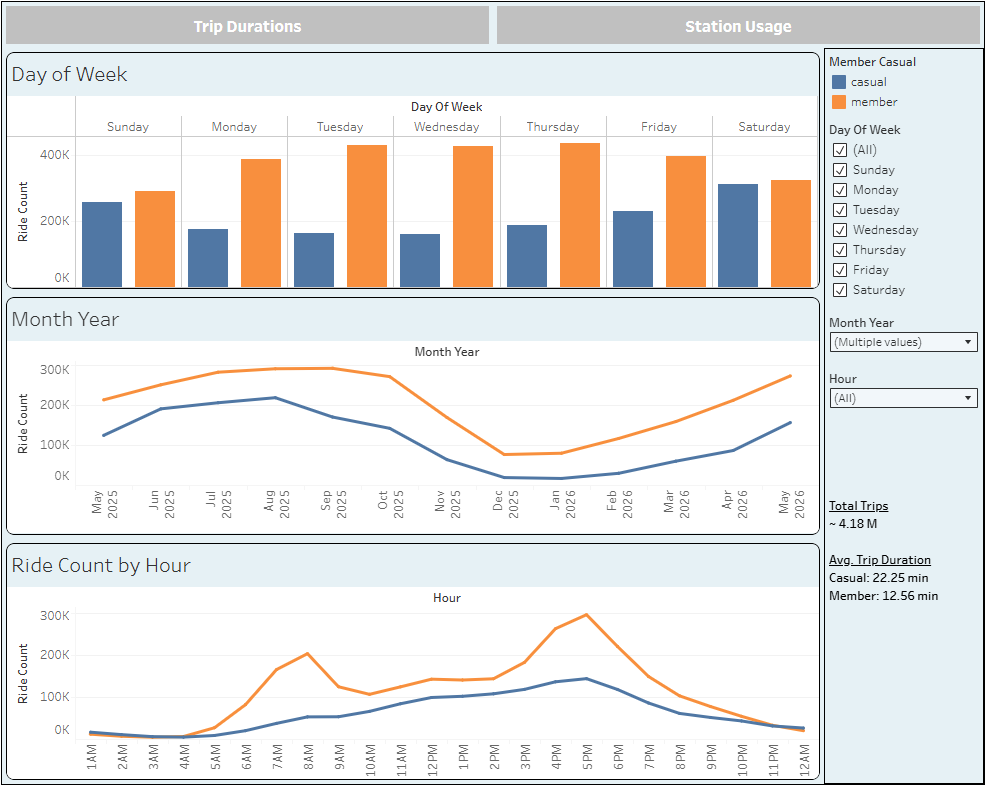 Trip Durations
Station Usage
Day of Week
Day Of Week
Sunday Monday Tuesday Wednesday Thursday Friday Saturday
Ride Count
400K
200K
0K
Month Year
Month Year
Ride Count
300K
200K
100K
0K
May 2025
Jun 2025
Jul 2025
Aug 2025
Sep 2025
Oct 2025
Nov 2025
Dec 2025
Jan 2026
Feb 2026
Mar 2026
Apr 2026
May 2026
Ride Count by Hour
Hour
Ride Count
300K
200K
100K
0K
1AM
2AM
3AM
4AM
5AM
6AM
7AM
8AM
9AM
10AM
11AM
12PM
1PM
2PM
3PM
4PM
5PM
6PM
7PM
8PM
9PM
10PM
11PM
12AM
Member Casual
casual
member
Day Of Week
(All)
Sunday
Monday
Tuesday
Wednesday
Thursday
Friday
Saturday
Month Year
(Multiple values)
Hour
(All)
Total Trips
~ 4.18 M
Avg. Trip Duration
Casual: 22.25 min
Member: 12.56 min